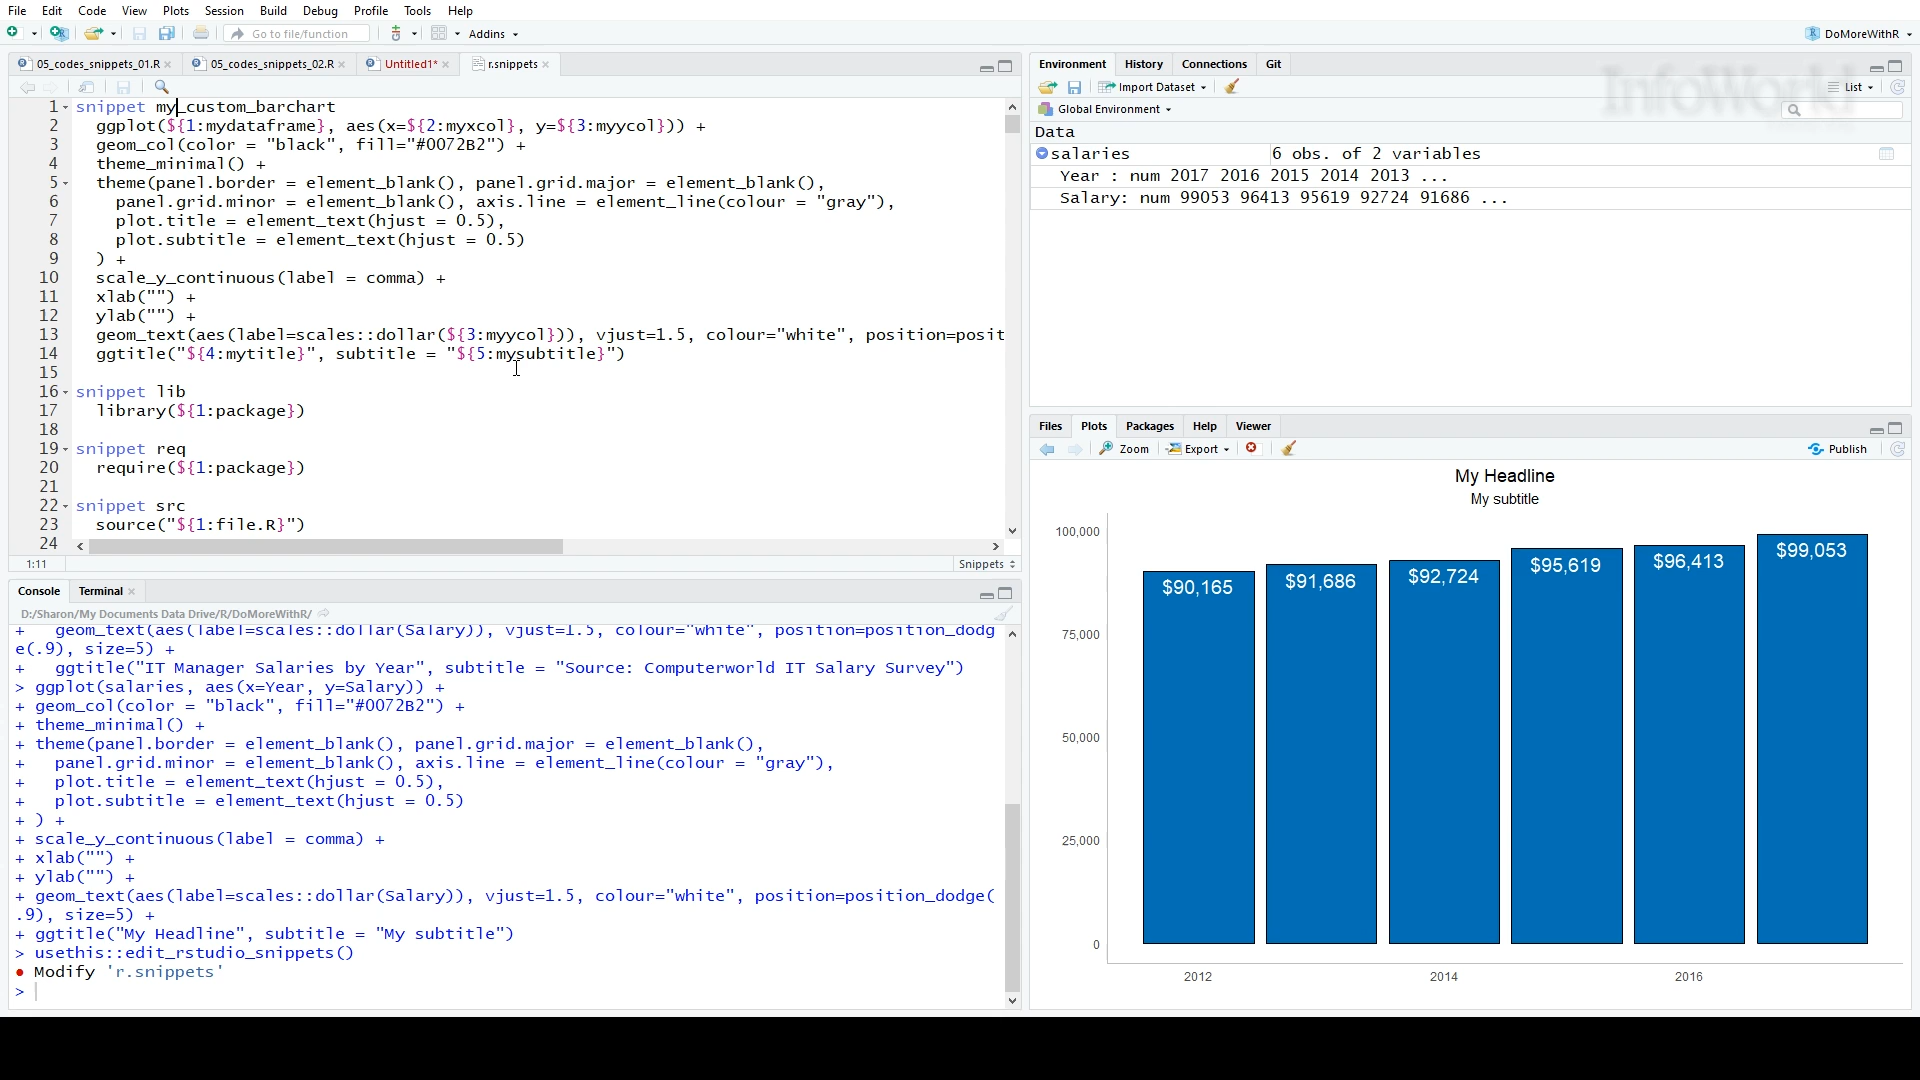 File Edit Code View Plots Session Build Debug Profile Tools Help
Go to file/function Addins DoMoreWithR
05_codes_snippets_01.R 05_codes_snippets_02.R Untitled1* r.snippets
1 snippet my_custom_barchart
2 ggplot(${1:mydataframe}, aes(x=${2:myxcol}, y=${3:myycol})) +
3 geom_col(color = "black", fill="#0072B2") +
4 theme_minimal() +
5 theme(panel.border = element_blank(), panel.grid.major = element_blank(),
6 panel.grid.minor = element_blank(), axis.line = element_line(colour = "gray"),
7 plot.title = element_text(hjust = 0.5),
8 plot.subtitle = element_text(hjust = 0.5)
9 ) +
10 scale_y_continuous(label = comma) +
11 xlab("") +
12 ylab("") +
13 geom_text(aes(label=scales::dollar(${3:myycol})), vjust=1.5, colour="white", position=posit
14 ggtitle("${4:mytitle}", subtitle = "${5:mysubtitle}")
15
16 snippet lib
17 library(${1:package})
18
19 snippet req
20 require(${1:package})
21
22 snippet src
23 source("${1:file.R}")
24
1:11 Snippets
Console Terminal
D:/Sharon/My Documents Data Drive/R/DoMoreWithR/
+ geom_text(aes(label=scales::dollar(Salary)), vjust=1.5, colour="white", position=position_dodg
e(.9), size=5) +
+ ggtitle("IT Manager Salaries by Year", subtitle = "Source: Computerworld IT Salary Survey")
> ggplot(salaries, aes(x=Year, y=Salary)) +
+ geom_col(color = "black", fill="#0072B2") +
+ theme_minimal() +
+ theme(panel.border = element_blank(), panel.grid.major = element_blank(),
+ panel.grid.minor = element_blank(), axis.line = element_line(colour = "gray"),
+ plot.title = element_text(hjust = 0.5),
+ plot.subtitle = element_text(hjust = 0.5)
+ ) +
+ scale_y_continuous(label = comma) +
+ xlab("") +
+ ylab("") +
+ geom_text(aes(label=scales::dollar(Salary)), vjust=1.5, colour="white", position=position_dodge(
.9), size=5) +
+ ggtitle("My Headline", subtitle = "My subtitle")
> usethis::edit_rstudio_snippets()
● Modify 'r.snippets'
>
Environment History Connections Git
InfoWorld
Import Dataset List
Global Environment
Data
salaries 6 obs. of 2 variables
Year : num 2017 2016 2015 2014 2013 ...
Salary: num 99053 96413 95619 92724 91686 ...
Files Plots Packages Help Viewer
Zoom Export Publish
My Headline
My subtitle
100,000
75,000
50,000
25,000
0
$90,165 $91,686 $92,724 $95,619 $96,413 $99,053
2012 2014 2016